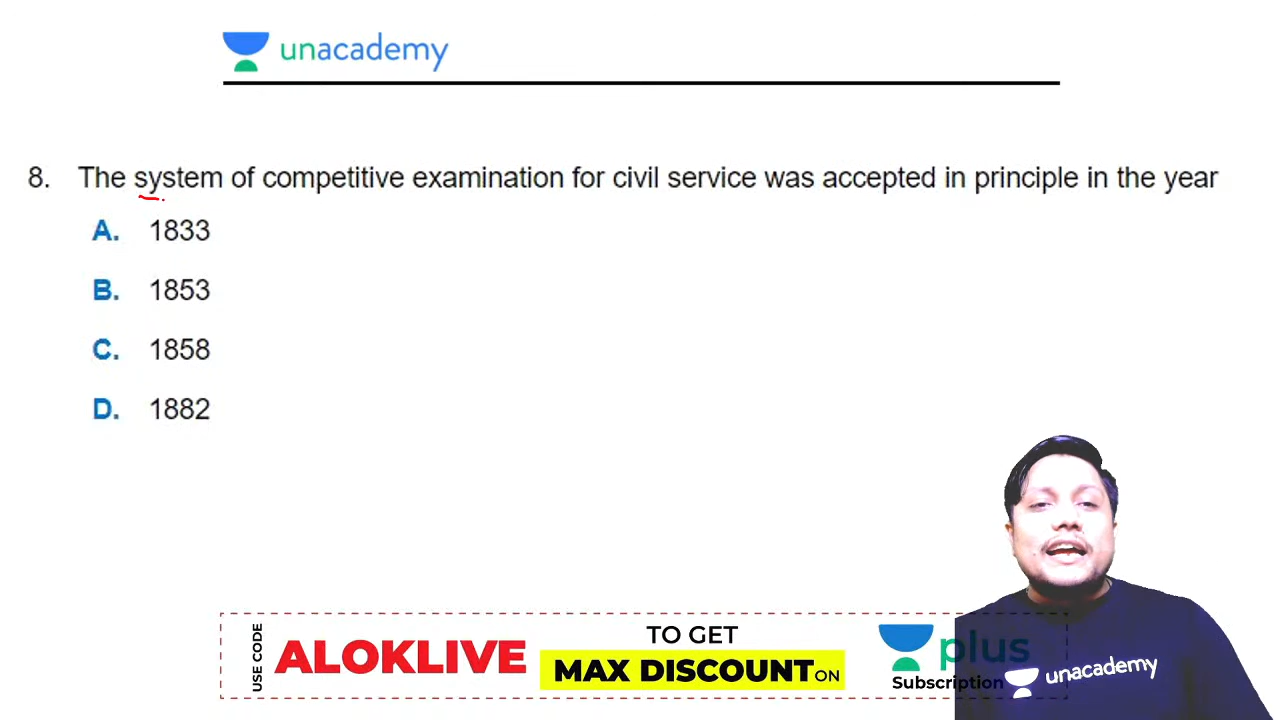 unacademy
8. The system of competitive examination for civil service was accepted in principle in the year
A. 1833
B. 1853
C. 1858
D. 1882
USE CODE
ALOKLIVE
TO GET
MAX DISCOUNT ON
plus
Subscription
unacademy